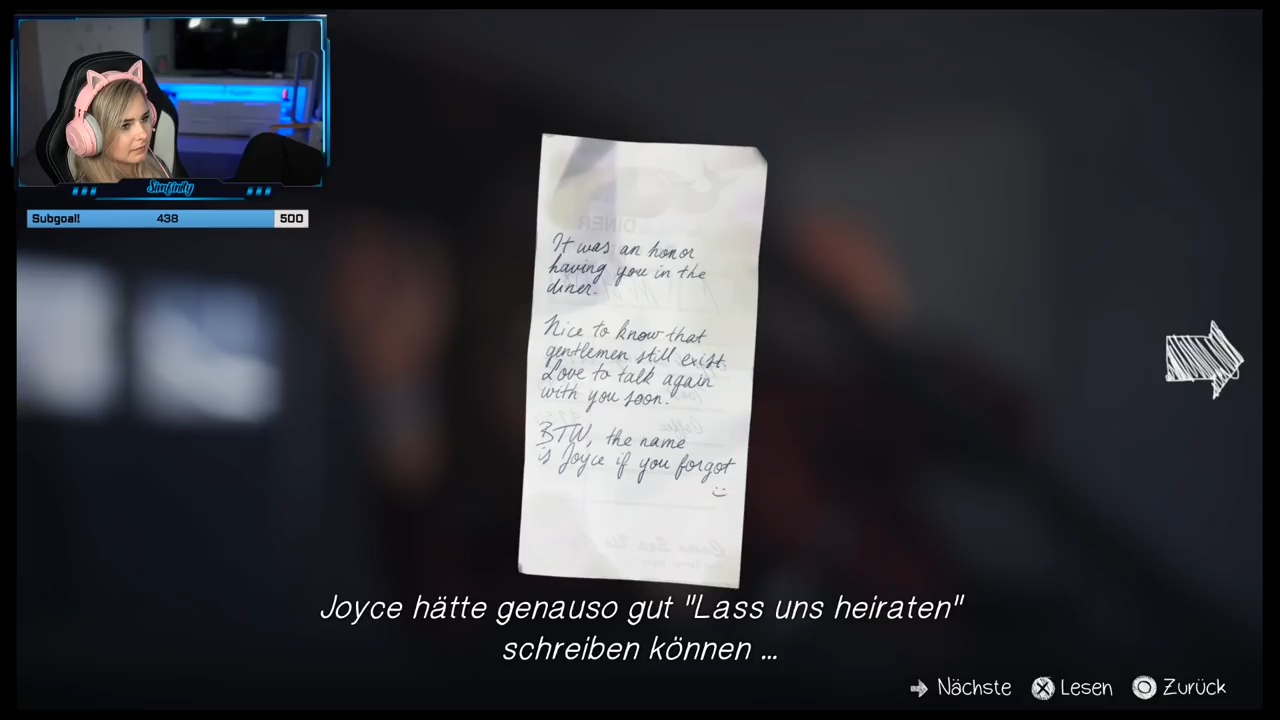 Simfinity
Subgoal! 438 500
DINER
It was an honor
having you in the
diner.
Nice to know that
gentlemen still exist.
Love to talk again
with you soon.
BTW, the name
is Joyce if you forgot
:)
Joyce hätte genauso gut "Lass uns heiraten"
schreiben können ...
Nächste Lesen Zurück